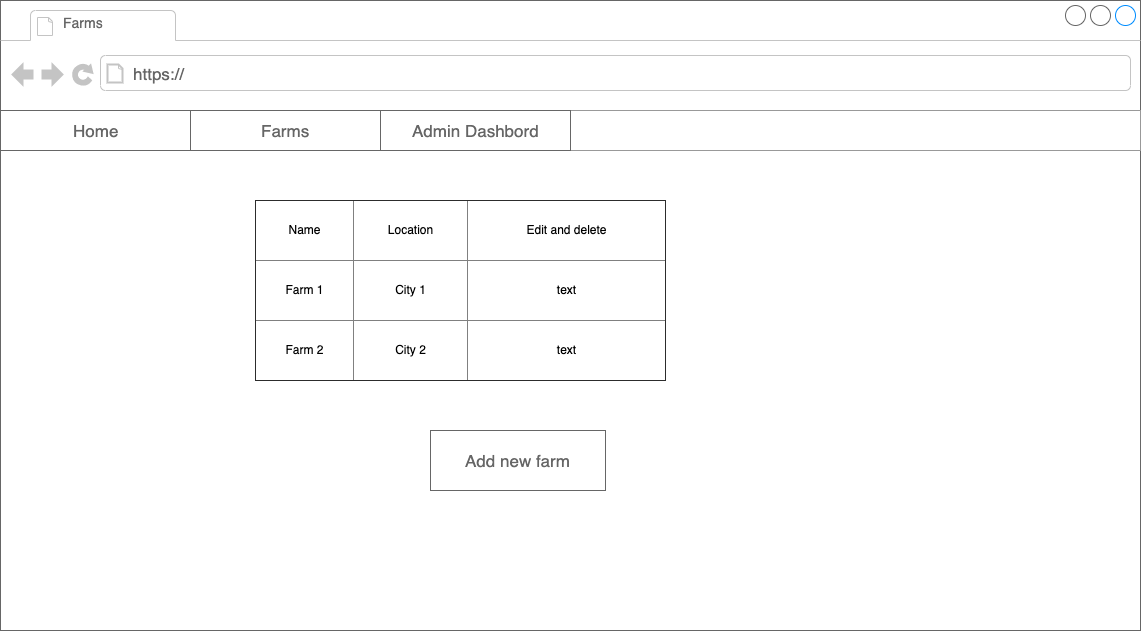 Farms
https://
Home Farms Admin Dashbord
Name Location Edit and delete
Farm 1 City 1 text
Farm 2 City 2 text
Add new farm